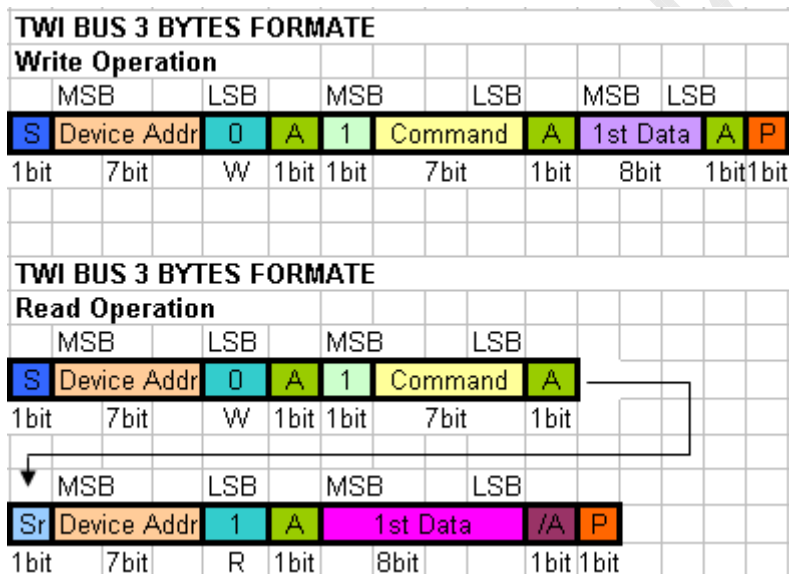 TWI BUS 3 BYTES FORMATE
Write Operation
MSB LSB MSB LSB MSB LSB
S Device Addr 0 A 1 Command A 1st Data A P
1bit 7bit W 1bit 1bit 7bit 1bit 8bit 1bit 1bit
TWI BUS 3 BYTES FORMATE
Read Operation
MSB LSB MSB LSB
S Device Addr 0 A 1 Command A
1bit 7bit W 1bit 1bit 7bit 1bit
MSB LSB MSB LSB
Sr Device Addr 1 A 1st Data /A P
1bit 7bit R 1bit 8bit 1bit 1bit